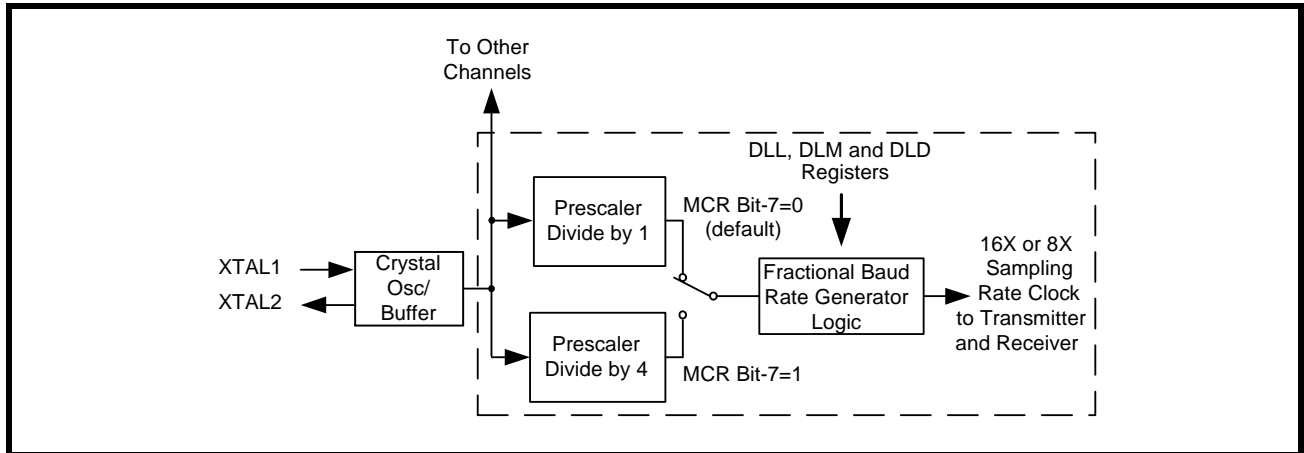 To Other
Channels
DLL, DLM and DLD
Registers
Prescaler
Divide by 1
MCR Bit-7=0
(default)
XTAL1
XTAL2
Crystal
Osc/
Buffer
Fractional Baud
Rate Generator
Logic
16X or 8X
Sampling
Rate Clock
to Transmitter
and Receiver
Prescaler
Divide by 4
MCR Bit-7=1